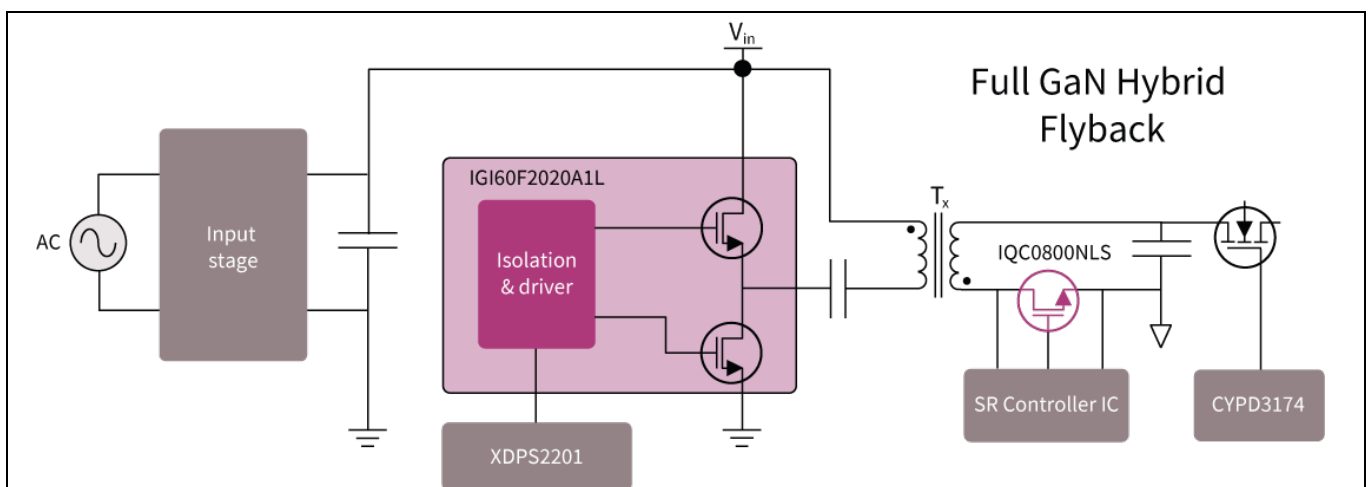 V_in
Full GaN Hybrid
Flyback
IGI60F2020A1L
AC
Input
stage
Isolation
& driver
T_x
IQC0800NLS
SR Controller IC
CYPD3174
XDPS2201